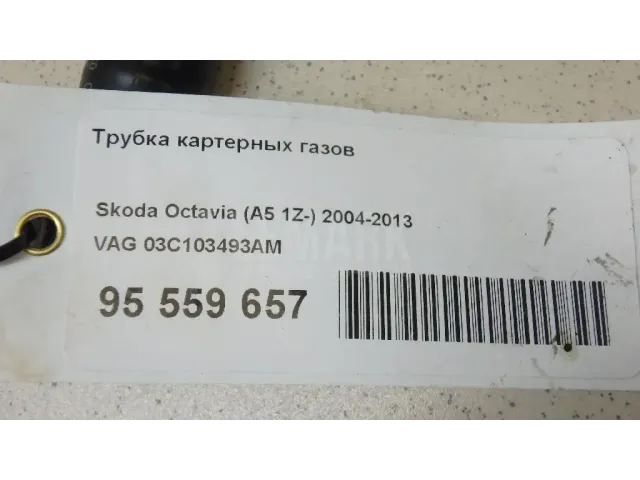 Трубка картерных газов
Skoda Octavia (A5 1Z-) 2004-2013
VAG 03C103493AM
95 559 657